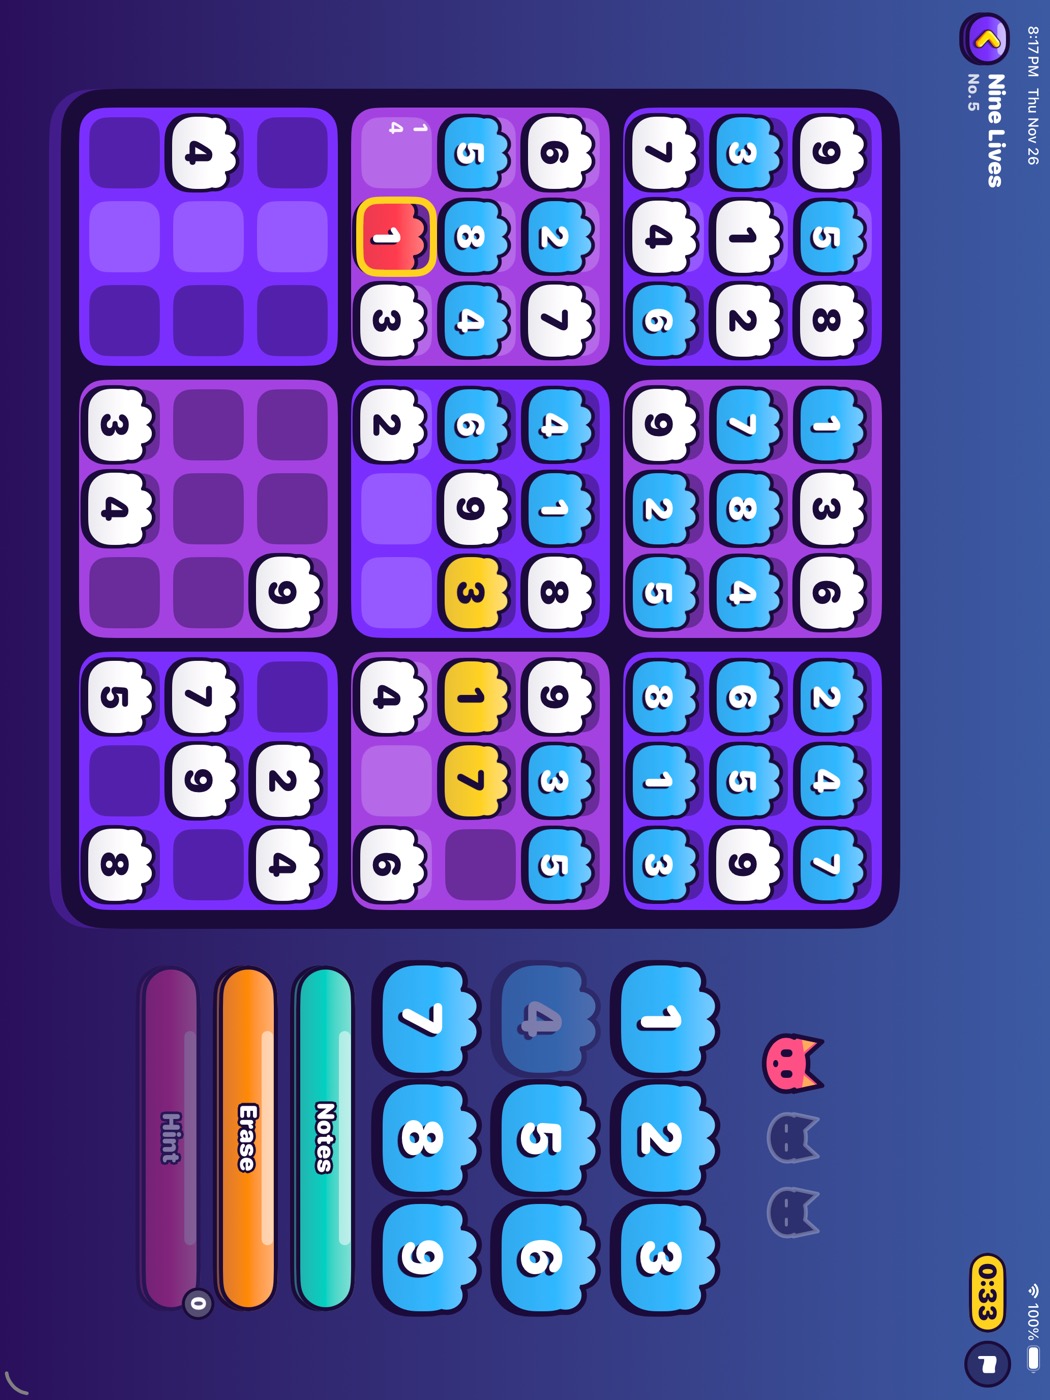 8:17 PM Thu Nov 26
100%
Nine Lives
No. 5
0:33
9 5 8 1 3 6 2 4 7
3 1 2 7 8 4 6 5 9
7 4 6 9 2 5 8 1 3
6 2 7 4 1 8 9 3 5
5 8 4 6 9 3 1 7
1
4
1 3 2 4 6
9 2 4
4 7 9
3 4 5 8
1 2 3
4 5 6
7 8 9
Notes
Erase
0
Hint